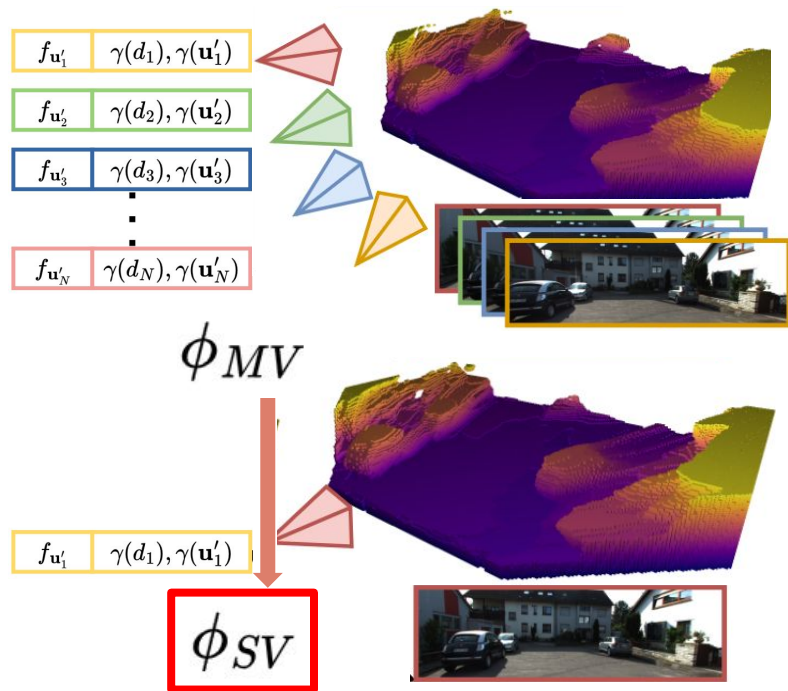 f_{u'_1} γ(d_1), γ(𝐮'_1)
f_{u'_2} γ(d_2), γ(𝐮'_2)
f_{u'_3} γ(d_3), γ(𝐮'_3)
⋮
f_{u'_N} γ(d_N), γ(𝐮'_N)
ϕ_{MV}
f_{u'_1} γ(d_1), γ(𝐮'_1)
ϕ_{SV}